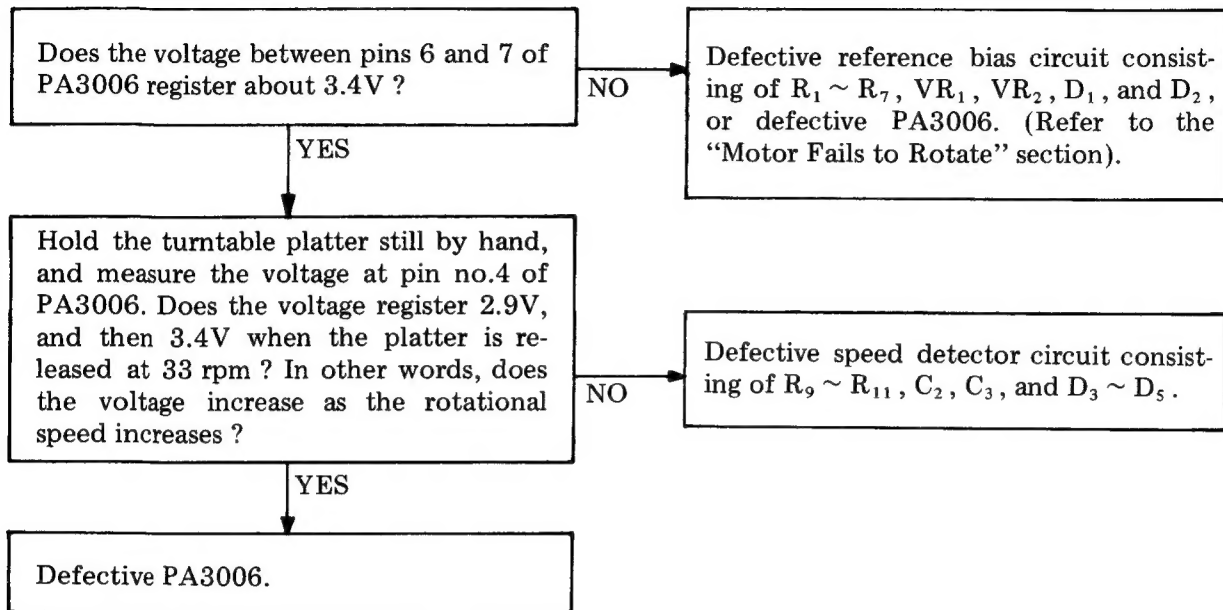 Does the voltage between pins 6 and 7 of
PA3006 register about 3.4V ?
NO
Defective reference bias circuit consist-
ing of R₁ ~ R₇, VR₁, VR₂, D₁, and D₂,
or defective PA3006. (Refer to the
“Motor Fails to Rotate” section).
YES
Hold the turntable platter still by hand,
and measure the voltage at pin no.4 of
PA3006. Does the voltage register 2.9V,
and then 3.4V when the platter is re-
leased at 33 rpm ? In other words, does
the voltage increase as the rotational
speed increases ?
NO
Defective speed detector circuit consist-
ing of R₉ ~ R₁₁, C₂, C₃, and D₃ ~ D₅.
YES
Defective PA3006.